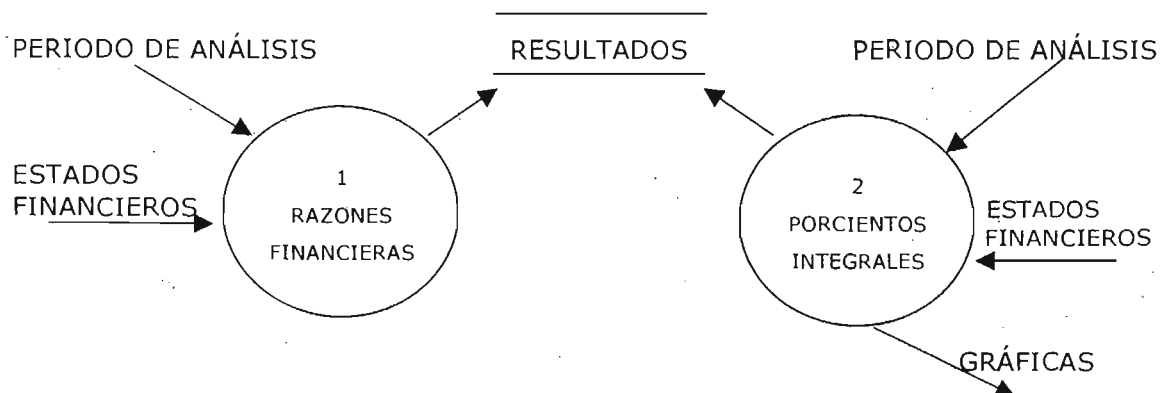 PERIODO DE ANÁLISIS
RESULTADOS
PERIODO DE ANÁLISIS
ESTADOS
FINANCIEROS
1
RAZONES
FINANCIERAS
2
PORCIENTOS
INTEGRALES
ESTADOS
FINANCIEROS
GRÁFICAS